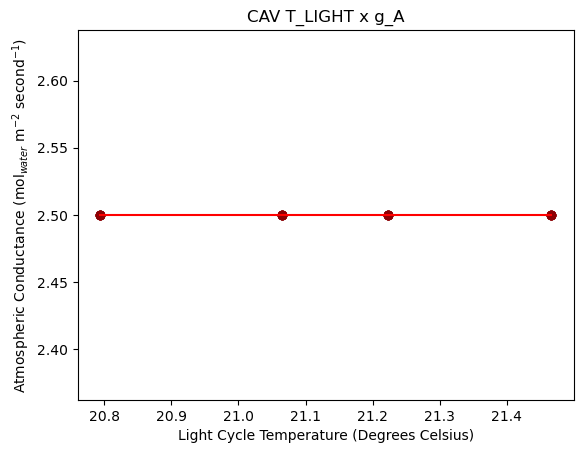 CAV T_LIGHT x g_A
Atmospheric Conductance (mol_water m⁻² second⁻¹)
2.60
2.55
2.50
2.45
2.40
20.8 20.9 21.0 21.1 21.2 21.3 21.4
Light Cycle Temperature (Degrees Celsius)